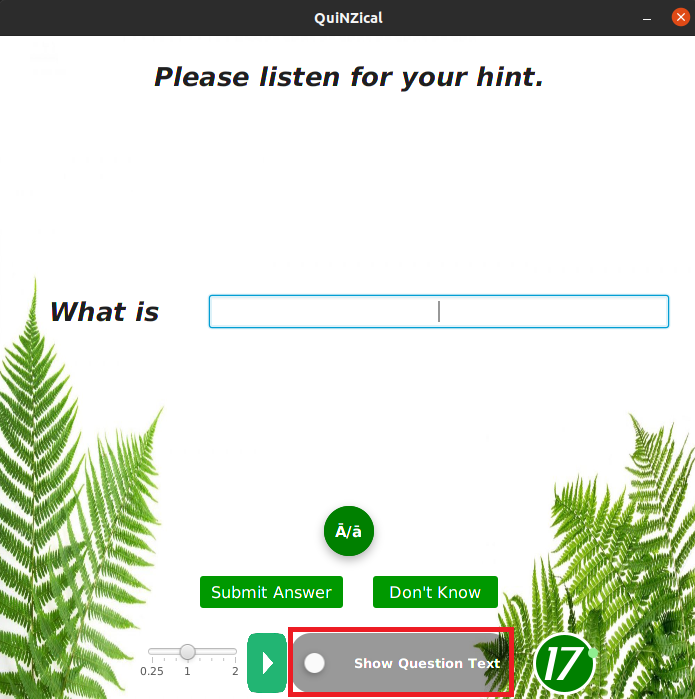 QuiNZical
Please listen for your hint.
What is
Ā/ā
Submit Answer
Don't Know
0.25 1 2
Show Question Text
17